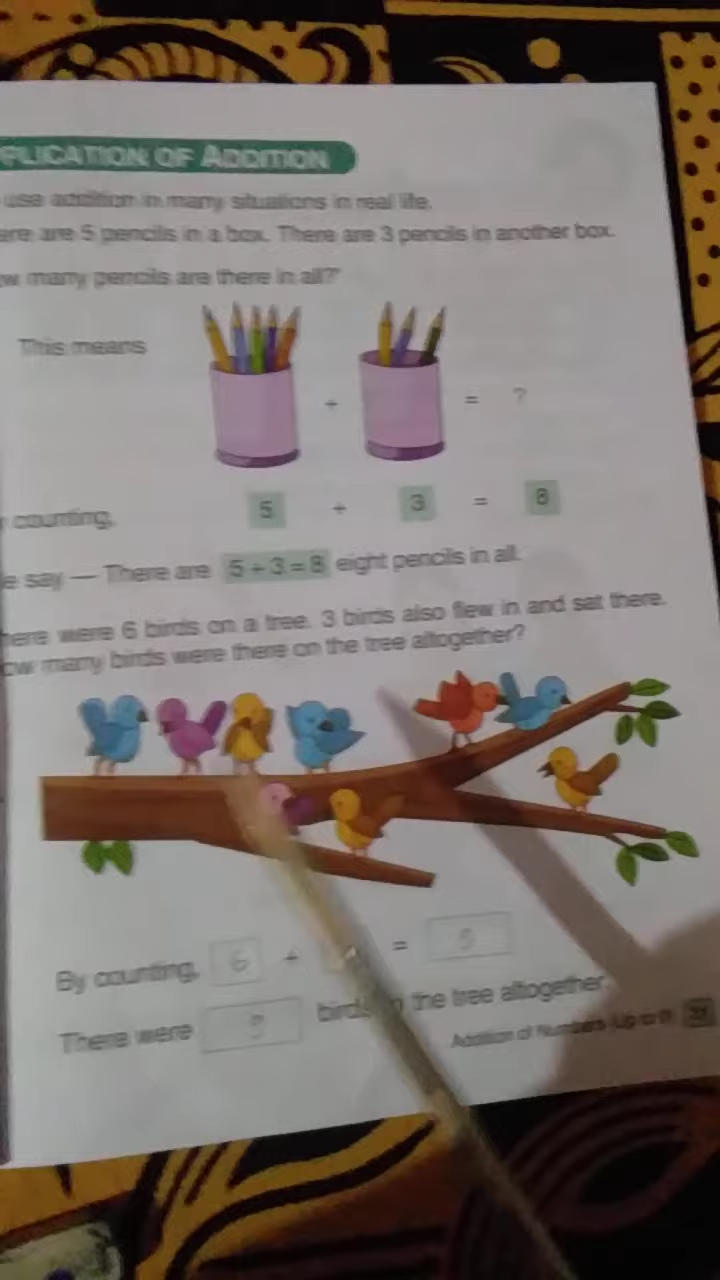 PLICATION OF ADDITION
use addition in many situations in real life.
ere are 5 pencils in a box. There are 3 pencils in another box.
w many pencils are there in all?
This means
+ = ?
counting, 5 + 3 = 8
e say — There are 5 + 3 = 8 eight pencils in all.
here were 6 birds on a tree. 3 birds also flew in and sat there.
ow many birds were there on the tree altogether?
By counting, 6 + =
There were birds the tree altogether.
Addition of Numbers Up to 9